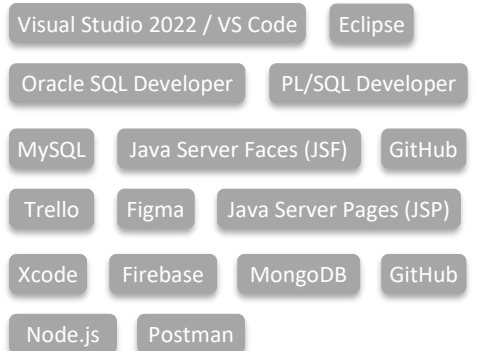 Visual Studio 2022 / VS Code Eclipse
Oracle SQL Developer PL/SQL Developer
MySQL Java Server Faces (JSF) GitHub
Trello Figma Java Server Pages (JSP)
Xcode Firebase MongoDB GitHub
Node.js Postman